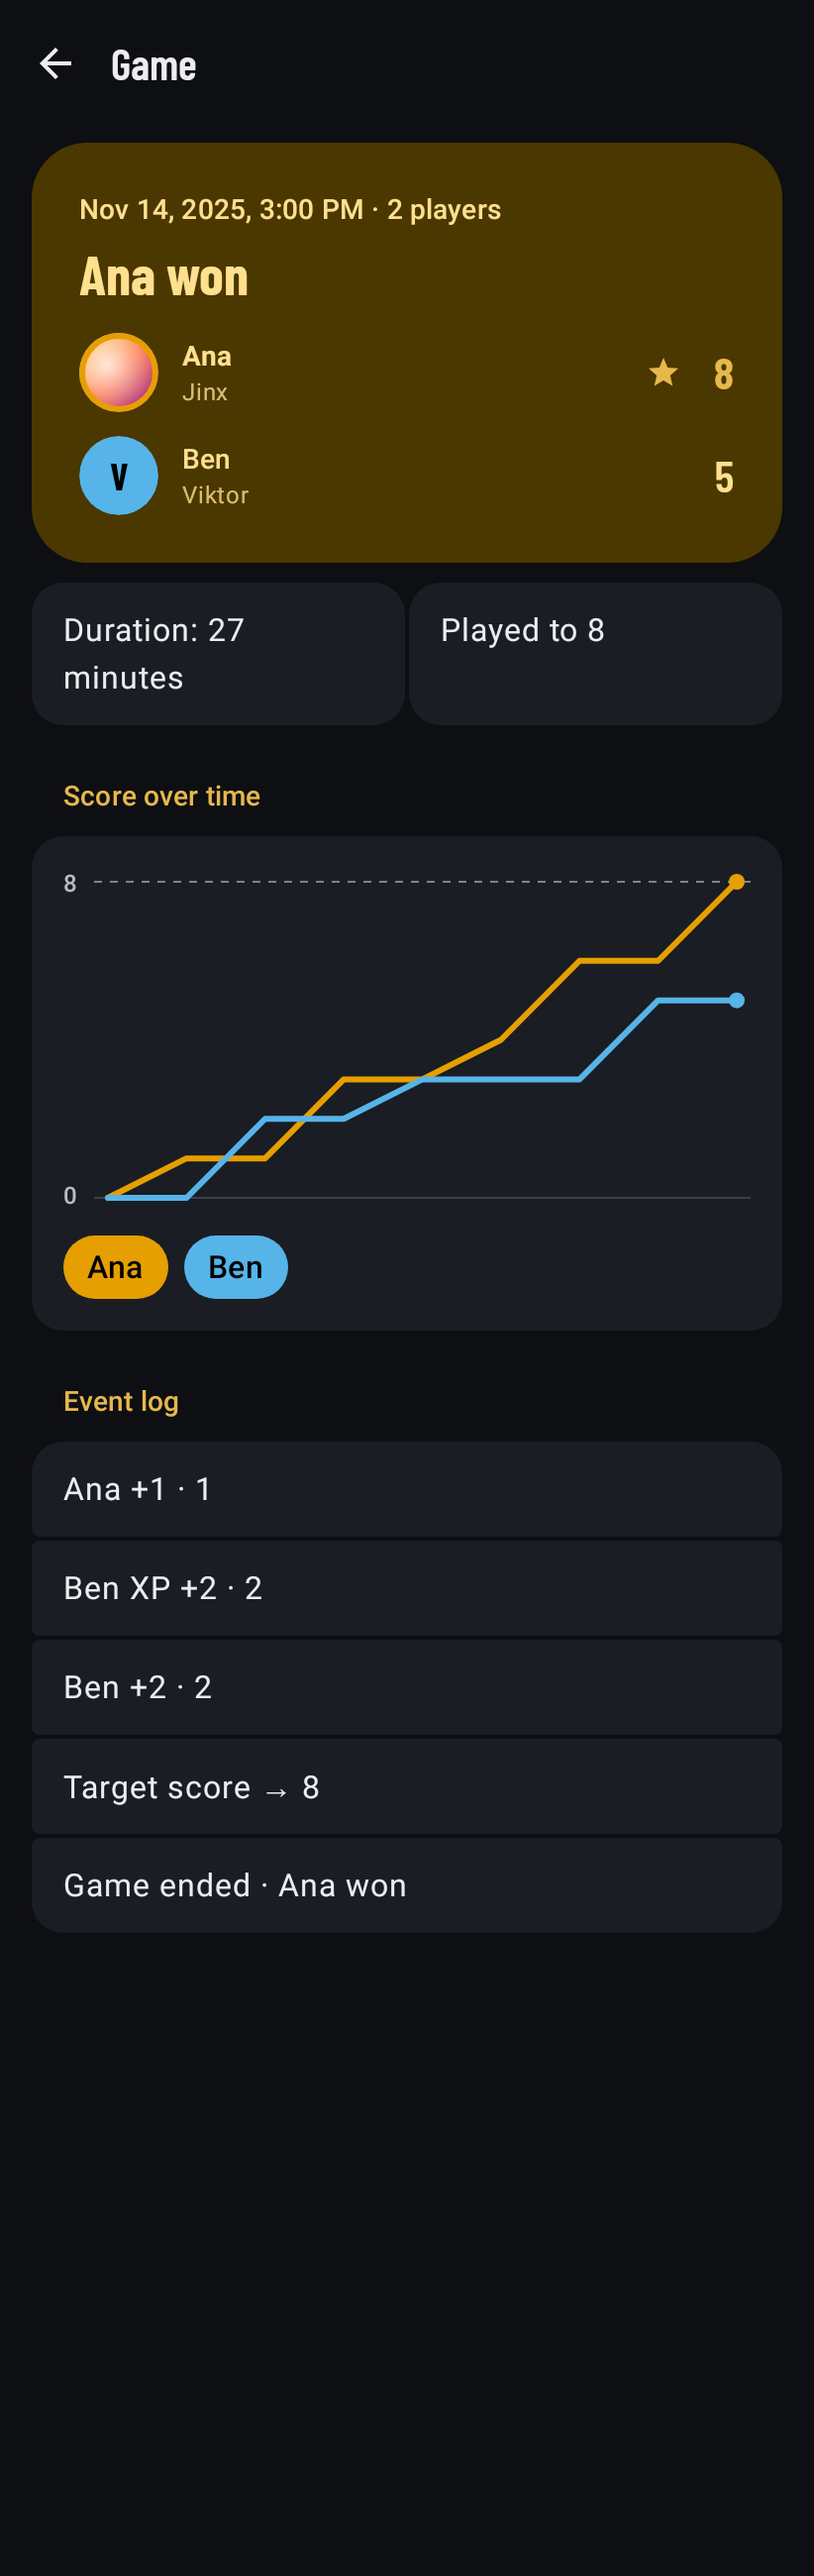 Game
Nov 14, 2025, 3:00 PM · 2 players
Ana won
Ana
Jinx
8
V
Ben
Viktor
5
Duration: 27
minutes
Played to 8
Score over time
8
0
Ana
Ben
Event log
Ana +1 · 1
Ben XP +2 · 2
Ben +2 · 2
Target score → 8
Game ended · Ana won